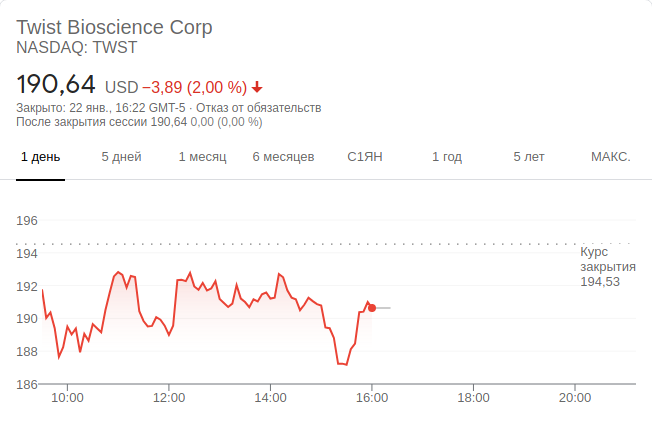 Twist Bioscience Corp
NASDAQ: TWST
190,64 USD −3,89 (2,00 %)
Закрыто: 22 янв., 16:22 GMT-5 · Отказ от обязательств
После закрытия сессии 190,64 0,00 (0,00 %)
1 день 5 дней 1 месяц 6 месяцев С1ЯН 1 год 5 лет МАКС.
196
194
192
190
188
186
Курс
закрытия
194,53
10:00 12:00 14:00 16:00 18:00 20:00